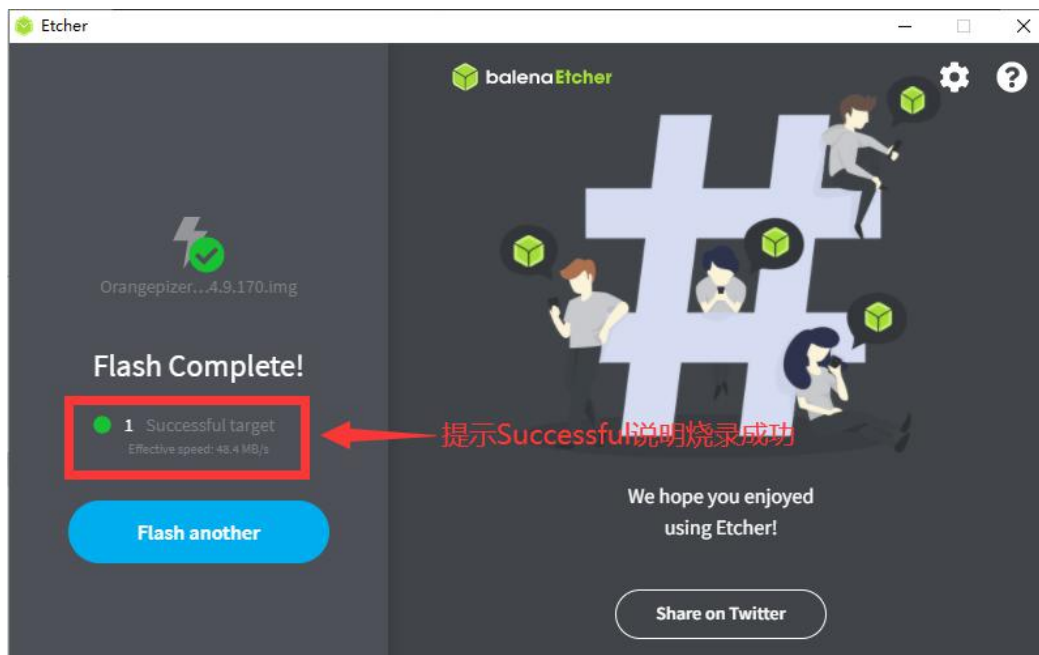 Etcher
balenaEtcher
Orangepizer...4.9.170.img
Flash Complete!
1 Successful target
Effective speed: 48.4 MB/s
提示Successful说明烧录成功
Flash another
We hope you enjoyed
using Etcher!
Share on Twitter